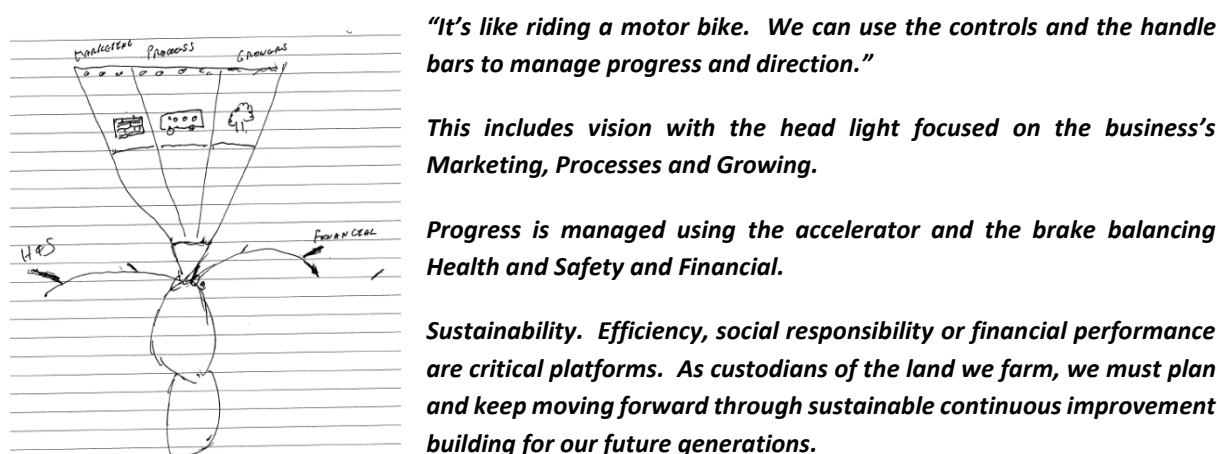 MARKETING PROCESS GROWERS
H&S
FINANCIAL
“It’s like riding a motor bike. We can use the controls and the handle
bars to manage progress and direction.”
This includes vision with the head light focused on the business’s
Marketing, Processes and Growing.
Progress is managed using the accelerator and the brake balancing
Health and Safety and Financial.
Sustainability. Efficiency, social responsibility or financial performance
are critical platforms. As custodians of the land we farm, we must plan
and keep moving forward through sustainable continuous improvement
building for our future generations.